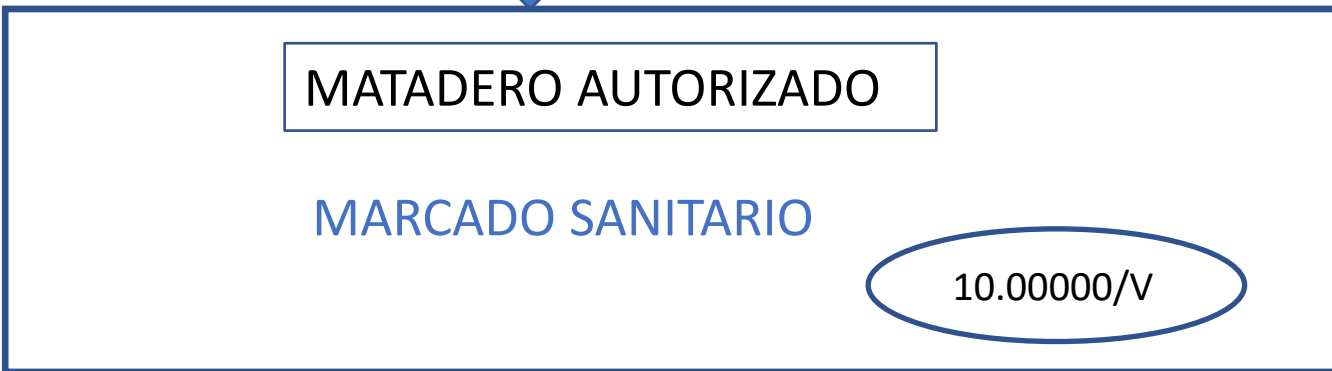 MATADERO AUTORIZADO
MARCADO SANITARIO
10.00000/V